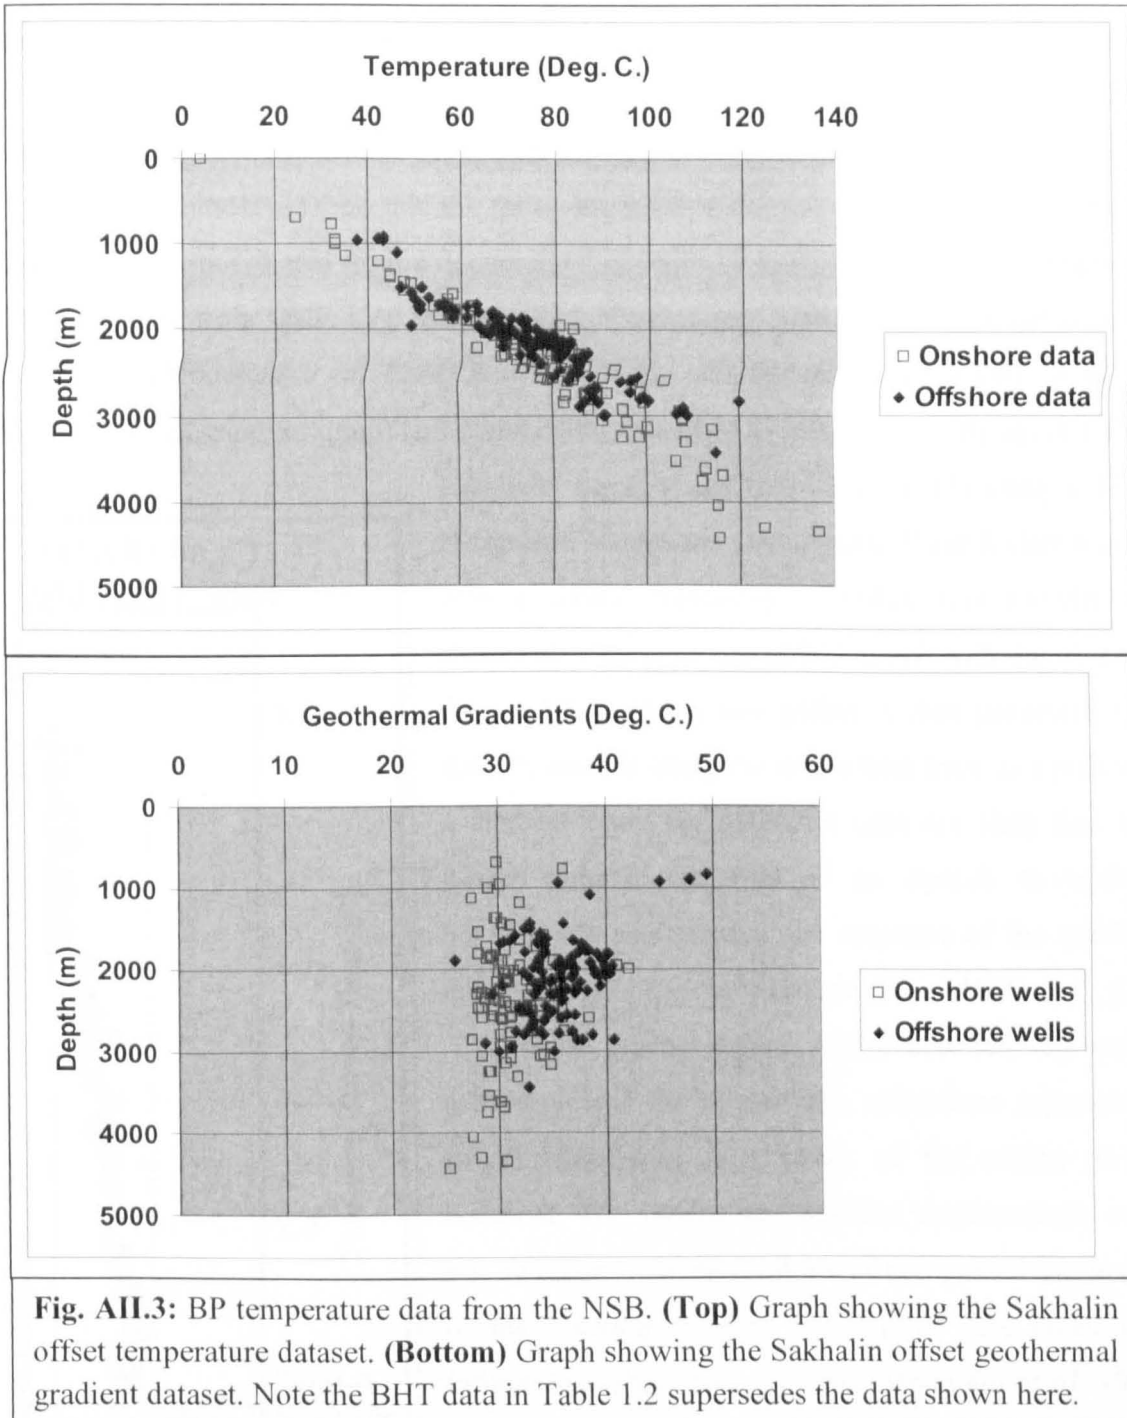 Temperature (Deg. C.)
0 20 40 60 80 100 120 140
0
1000
2000
3000
4000
5000
Depth (m)
Onshore data
Offshore data
Geothermal Gradients (Deg. C.)
0 10 20 30 40 50 60
0
1000
2000
3000
4000
5000
Depth (m)
Onshore wells
Offshore wells
Fig. AII.3: BP temperature data from the NSB. (Top) Graph showing the Sakhalin
offset temperature dataset. (Bottom) Graph showing the Sakhalin offset geothermal
gradient dataset. Note the BHT data in Table 1.2 supersedes the data shown here.